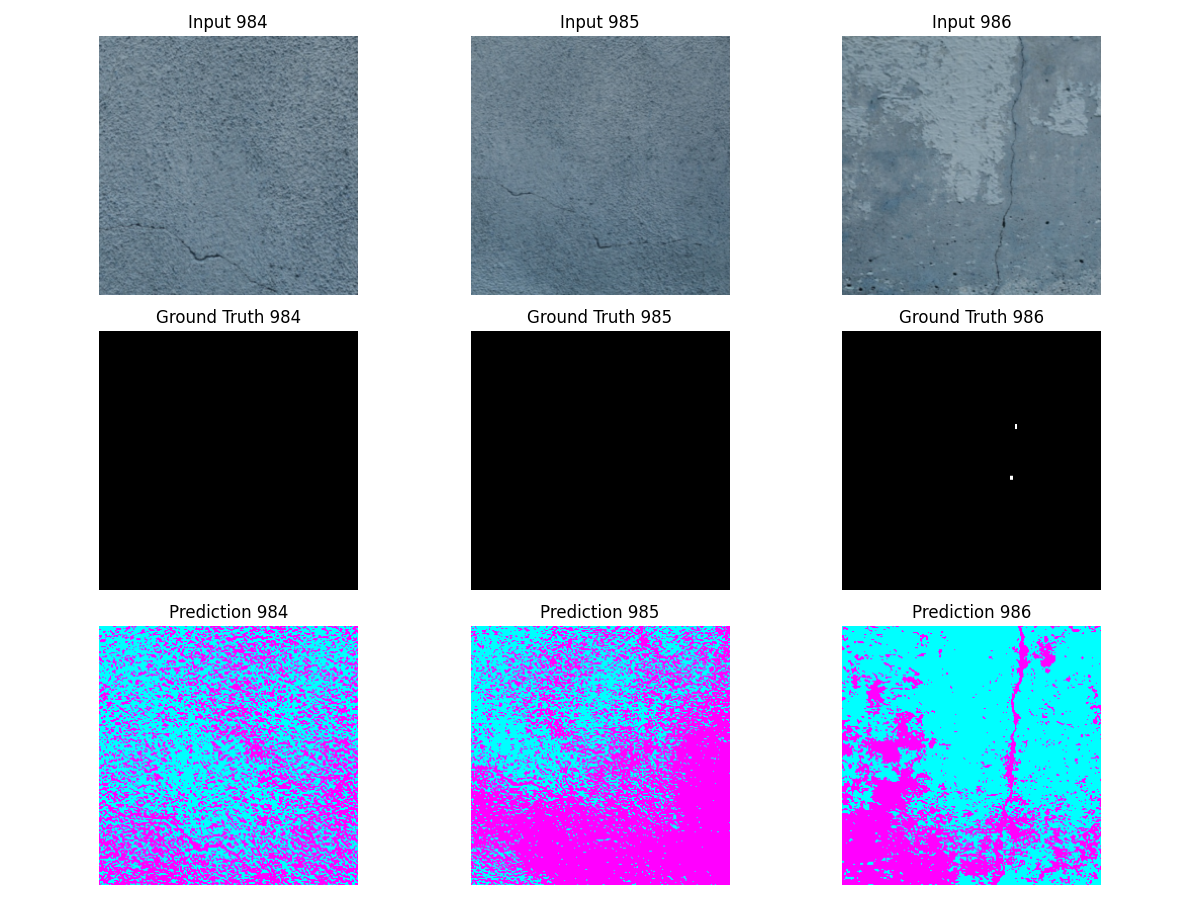 Input 984
Input 985
Input 986
Ground Truth 984
Ground Truth 985
Ground Truth 986
Prediction 984
Prediction 985
Prediction 986